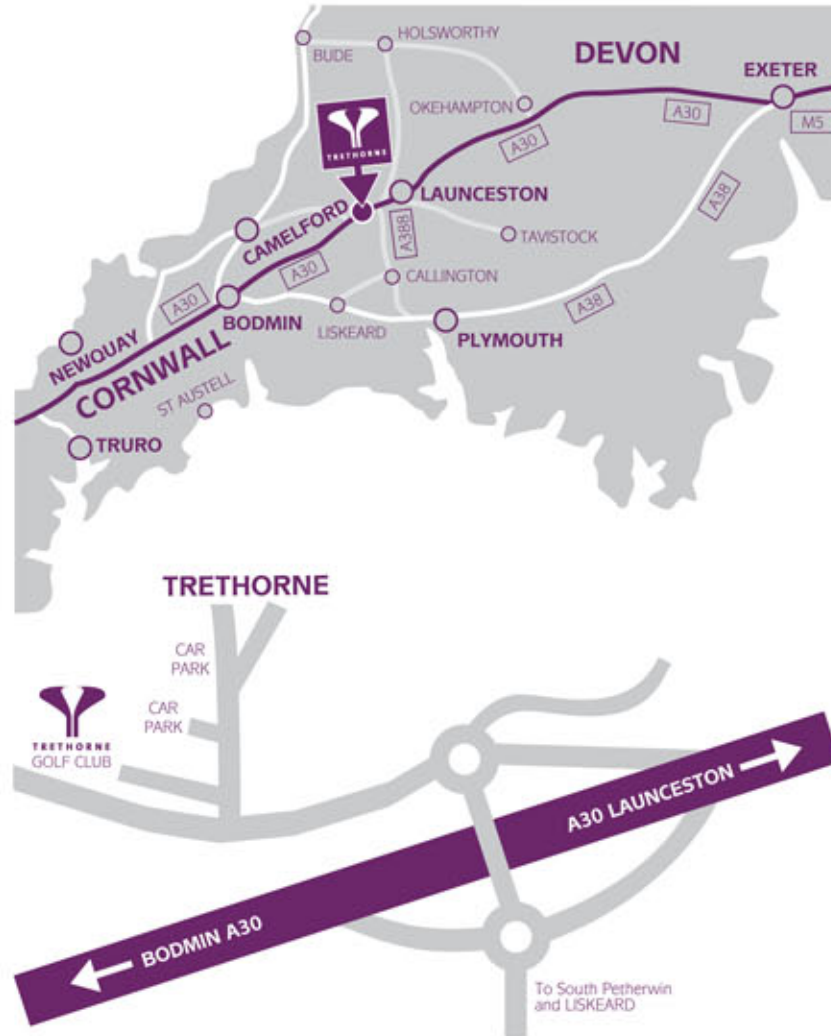 HOLSWORTHY
BUDE
DEVON
EXETER
OKEHAMPTON
A30
M5
A30
TRETHORNE
LAUNCESTON
CAMELFORD
A388
A38
TAVISTOCK
A30
CALLINGTON
A30
A38
BODMIN
LISKEARD
PLYMOUTH
NEWQUAY
CORNWALL
ST AUSTELL
TRURO
TRETHORNE
CAR
PARK
CAR
PARK
TRETHORNE
GOLF CLUB
A30 LAUNCESTON
BODMIN A30
To South Petherwin
and LISKEARD